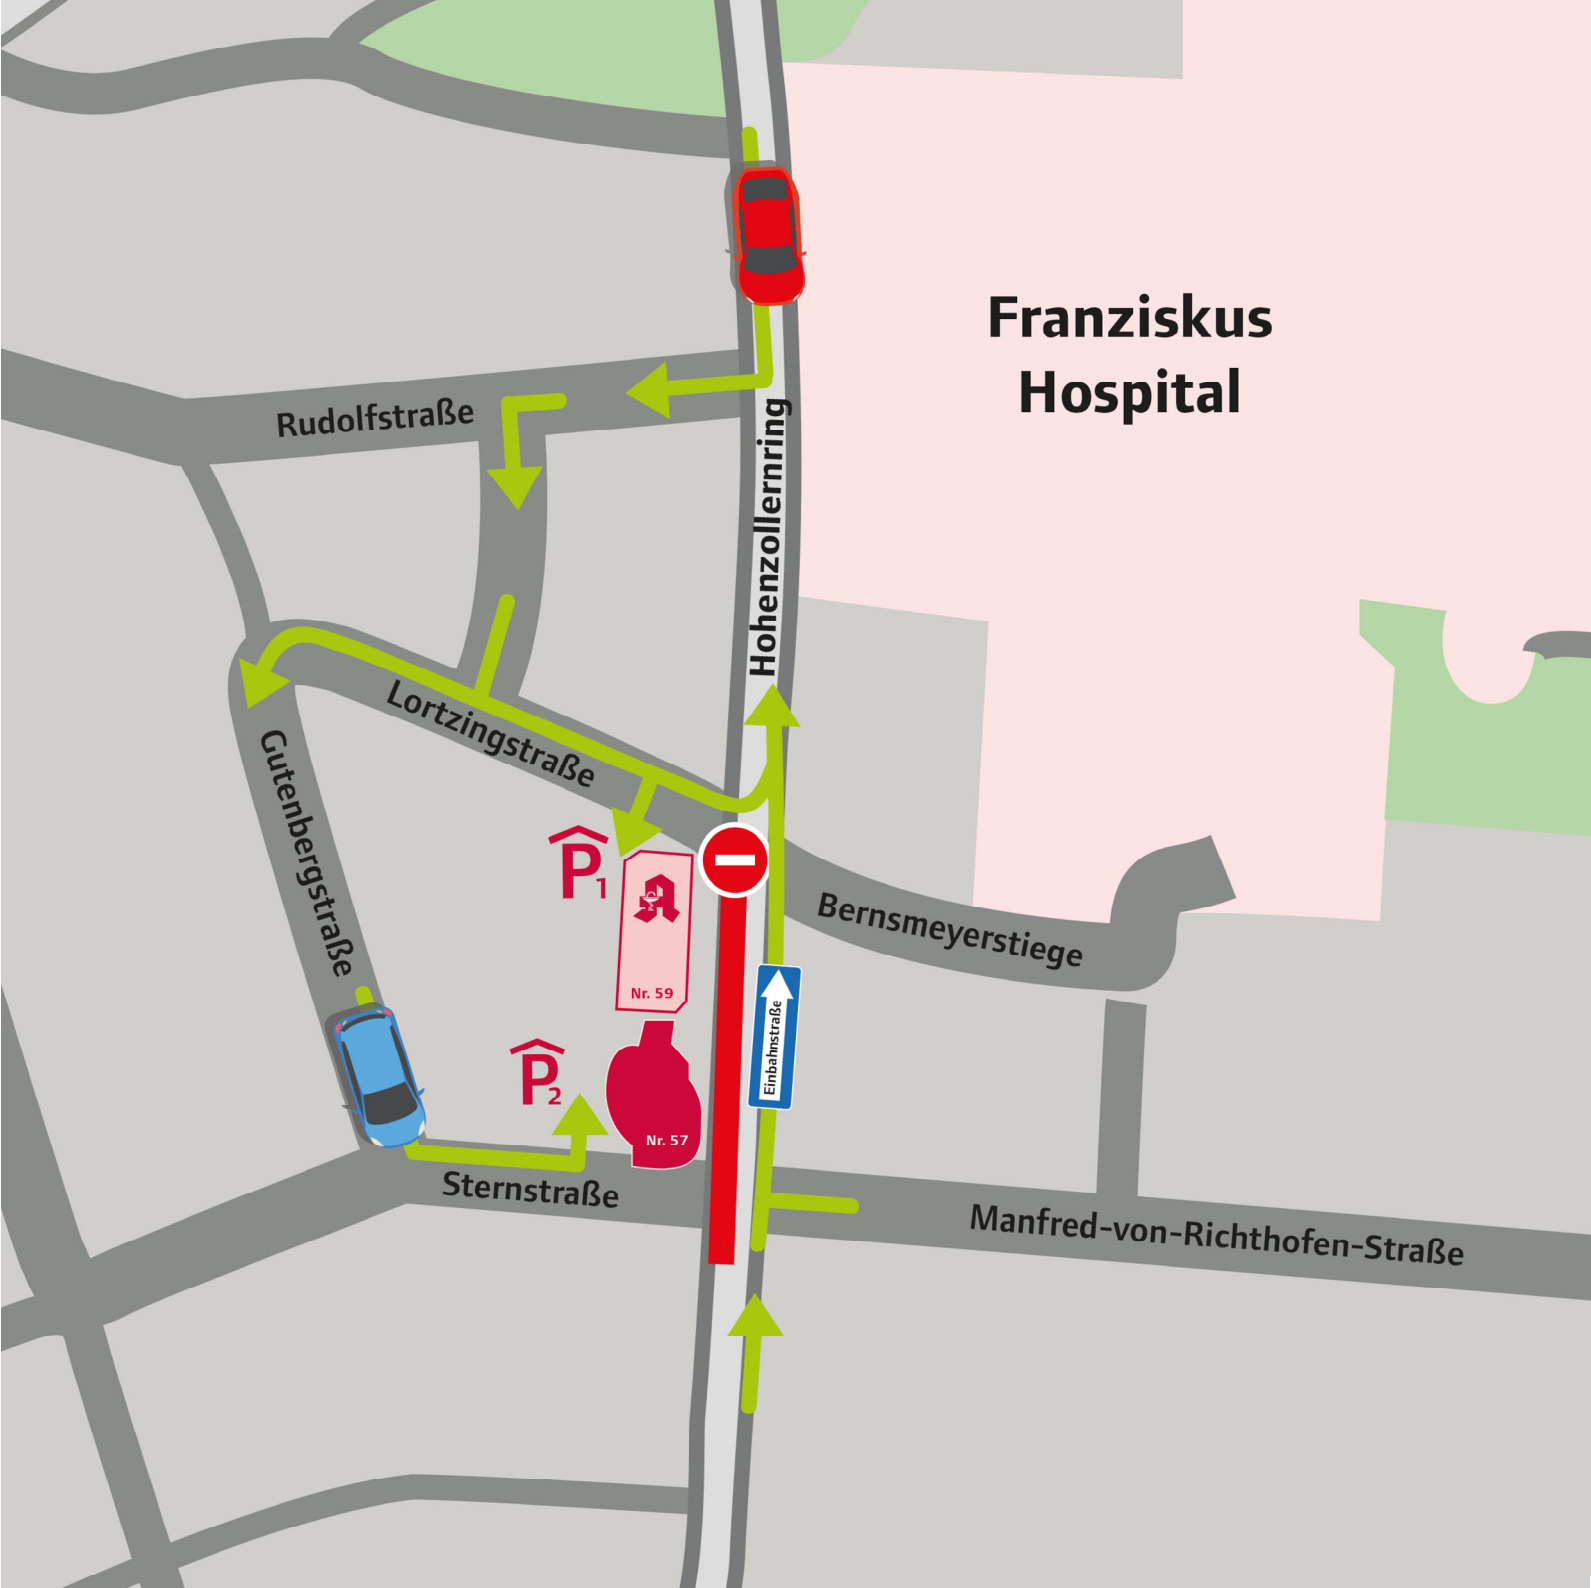 Franziskus
Hospital
Rudolfstraße
Hohenzollernring
Lortzingstraße
Gutenbergstraße
P1
A
Nr. 59
Bernsmeyerstiege
Einbahnstraße
P2
Nr. 57
Sternstraße
Manfred-von-Richthofen-Straße